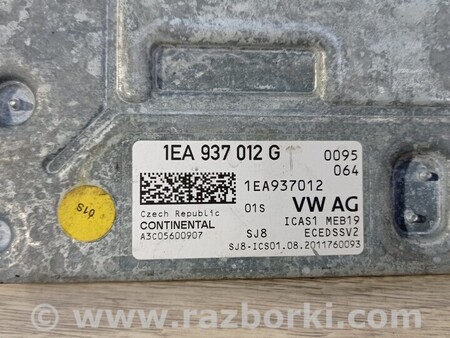 1EA 937 012 G
0095
064
1EA937012
01S
VW AG
Czech Republic
ICAS1 MEB19
CONTINENTAL
SJ8
ECEDSSV2
A3C05600907
SJ8-ICS01.08.2011760093
01S
© www.razborki.com